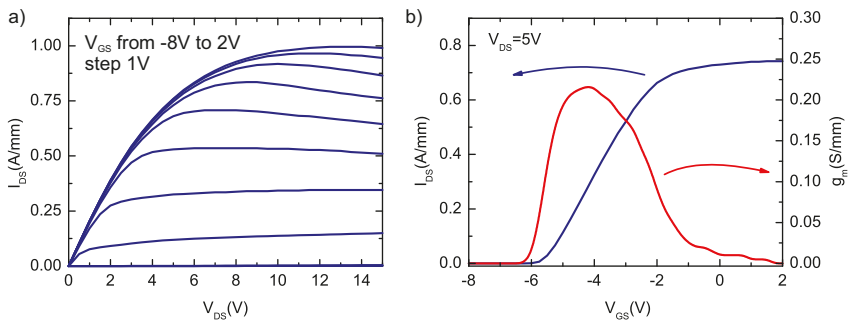 a)
V_GS from -8V to 2V
step 1V
1.00
0.75
0.50
0.25
0.00
I_DS(A/mm)
0 2 4 6 8 10 12 14
V_DS(V)
b)
V_DS=5V
0.8
0.6
0.4
0.2
0.0
I_DS(A/mm)
0.30
0.25
0.20
0.15
0.10
0.05
0.00
g_m(S/mm)
-8 -6 -4 -2 0 2
V_GS(V)